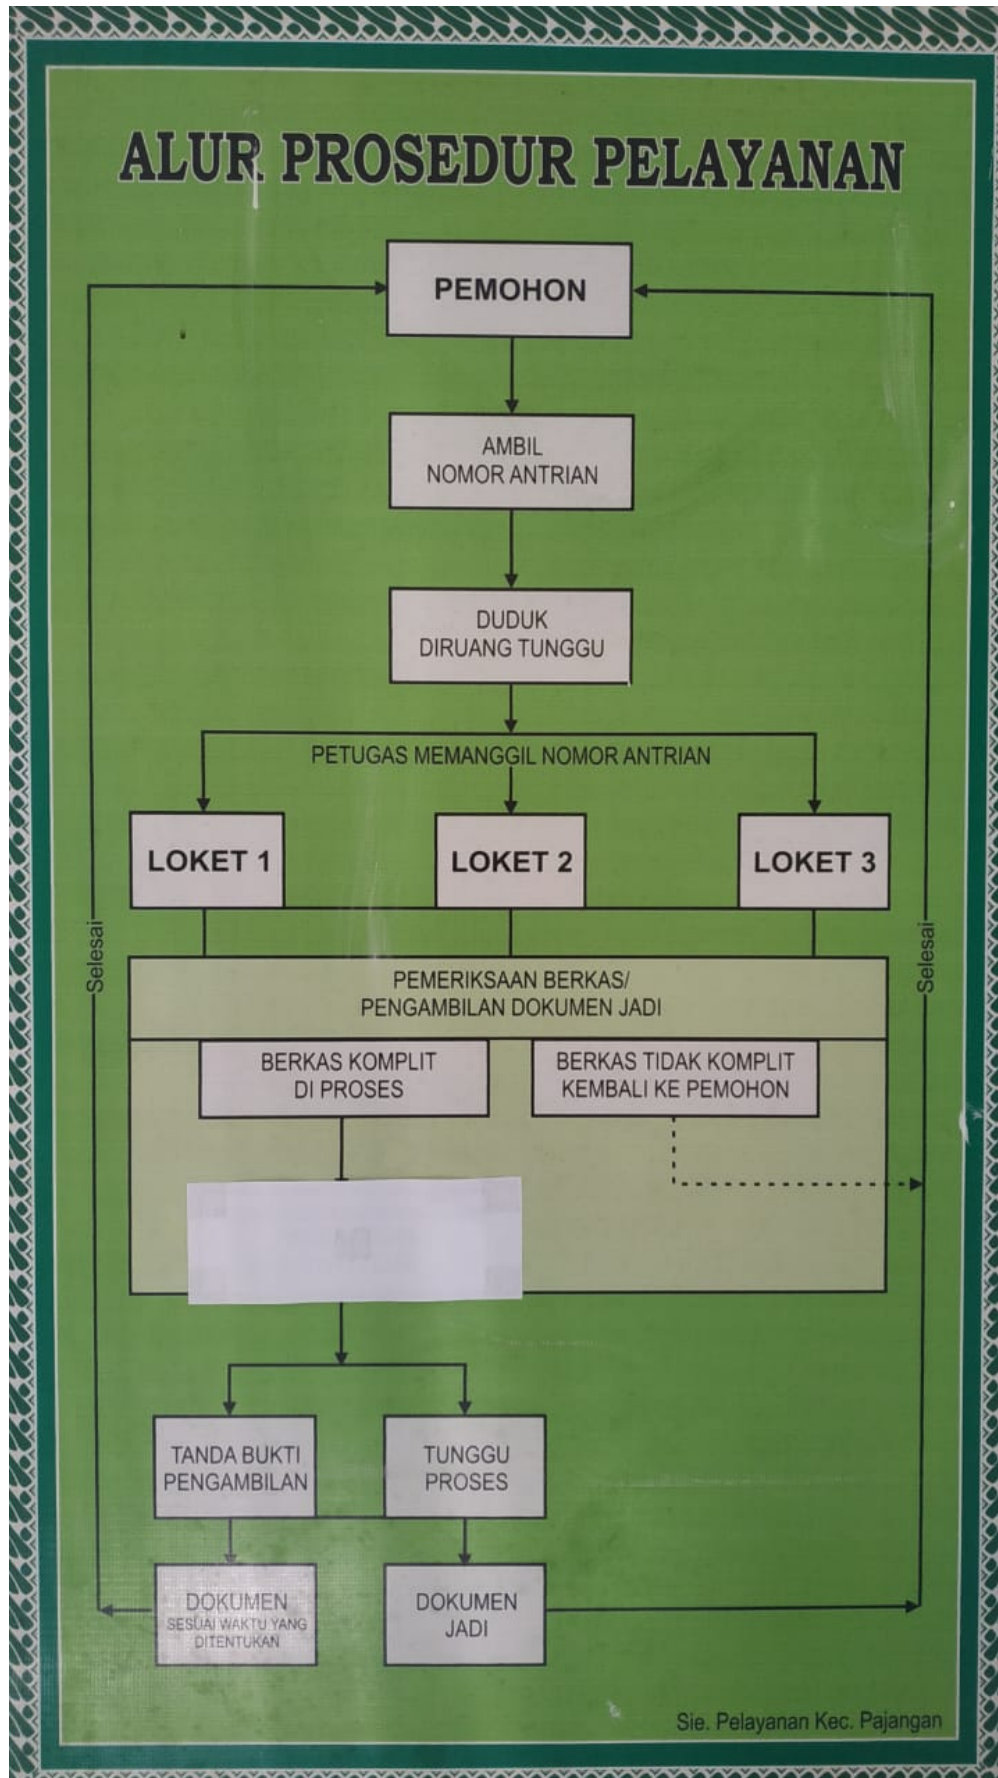 ALUR PROSEDUR PELAYANAN
PEMOHON
AMBIL
NOMOR ANTRIAN
DUDUK
DIRUANG TUNGGU
PETUGAS MEMANGGIL NOMOR ANTRIAN
LOKET 1
LOKET 2
LOKET 3
Selesai
Selesai
PEMERIKSAAN BERKAS/
PENGAMBILAN DOKUMEN JADI
BERKAS KOMPLIT
DI PROSES
BERKAS TIDAK KOMPLIT
KEMBALI KE PEMOHON
TANDA BUKTI
PENGAMBILAN
TUNGGU
PROSES
DOKUMEN
SESUAI WAKTU YANG
DITENTUKAN
DOKUMEN
JADI
Sie. Pelayanan Kec. Pajangan